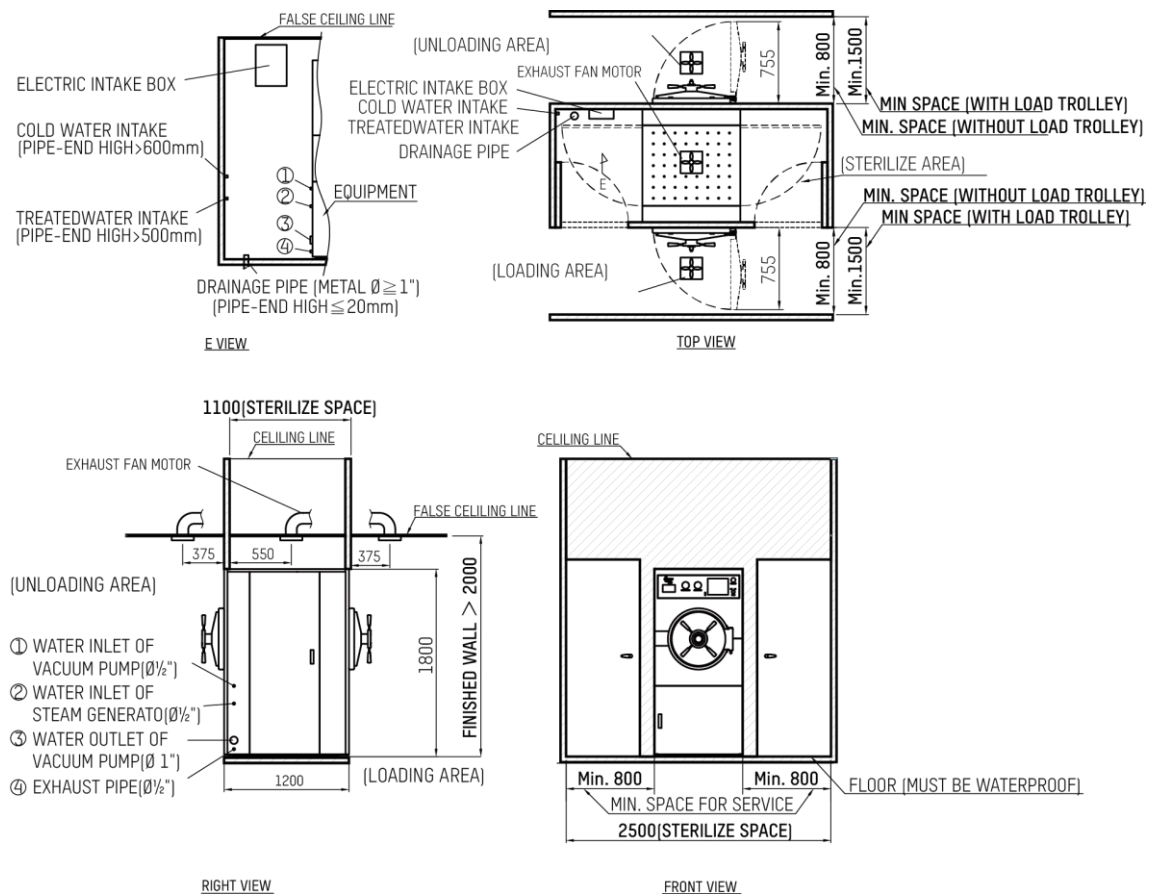 FALSE CEILING LINE
ELECTRIC INTAKE BOX
COLD WATER INTAKE
(PIPE-END HIGH>600mm)
TREATEDWATER INTAKE
(PIPE-END HIGH>500mm)
①
②
③
④
EQUIPMENT
DRAINAGE PIPE (METAL Ø≧1")
(PIPE-END HIGH≦20mm)
E VIEW
(UNLOADING AREA)
EXHAUST FAN MOTOR
ELECTRIC INTAKE BOX
COLD WATER INTAKE
TREATEDWATER INTAKE
DRAINAGE PIPE
E
755
Min. 800
Min.1500
MIN SPACE (WITH LOAD TROLLEY)
MIN. SPACE (WITHOUT LOAD TROLLEY)
(STERILIZE AREA)
MIN. SPACE (WITHOUT LOAD TROLLEY)
MIN SPACE (WITH LOAD TROLLEY)
(LOADING AREA)
755
Min. 800
Min.1500
TOP VIEW
1100(STERILIZE SPACE)
CELILING LINE
EXHAUST FAN MOTOR
FALSE CELILING LINE
375
550
375
(UNLOADING AREA)
① WATER INLET OF
VACUUM PUMP(Ø½")
② WATER INLET OF
STEAM GENERATO(Ø½")
③ WATER OUTLET OF
VACUUM PUMP(Ø 1")
④ EXHAUST PIPE(Ø½")
1800
FINISHED WALL > 2000
1200
(LOADING AREA)
RIGHT VIEW
CELILING LINE
Min. 800
Min. 800
MIN. SPACE FOR SERVICE
2500(STERILIZE SPACE)
FLOOR (MUST BE WATERPROOF)
FRONT VIEW